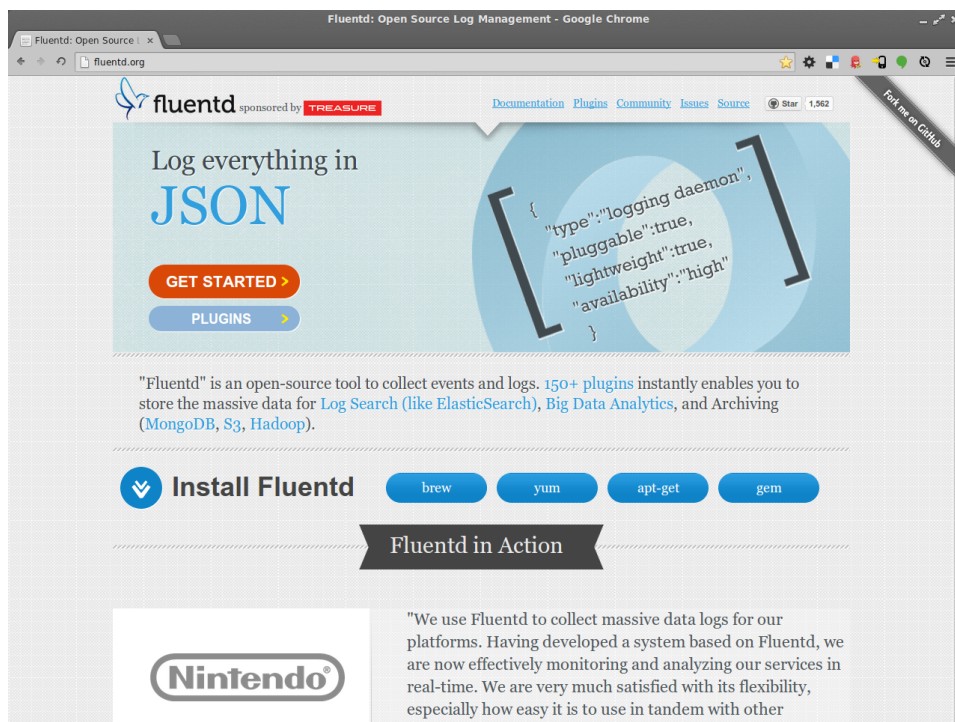 Fluentd: Open Source Log Management - Google Chrome
Fluentd: Open Source
fluentd.org
fluentd sponsored by TREASURE
Documentation Plugins Community Issues Source Star 1,562
Fork me on GitHub
Log everything in
JSON
[
{
"type":"logging daemon",
"pluggable":true,
"lightweight":true,
"availability":"high"
}
]
GET STARTED >
PLUGINS >
"Fluentd" is an open-source tool to collect events and logs. 150+ plugins instantly enables you to
store the massive data for Log Search (like ElasticSearch), Big Data Analytics, and Archiving
(MongoDB, S3, Hadoop).
Install Fluentd brew yum apt-get gem
Fluentd in Action
"We use Fluentd to collect massive data logs for our
platforms. Having developed a system based on Fluentd, we
are now effectively monitoring and analyzing our services in
real-time. We are very much satisfied with its flexibility,
especially how easy it is to use in tandem with other
Nintendo®